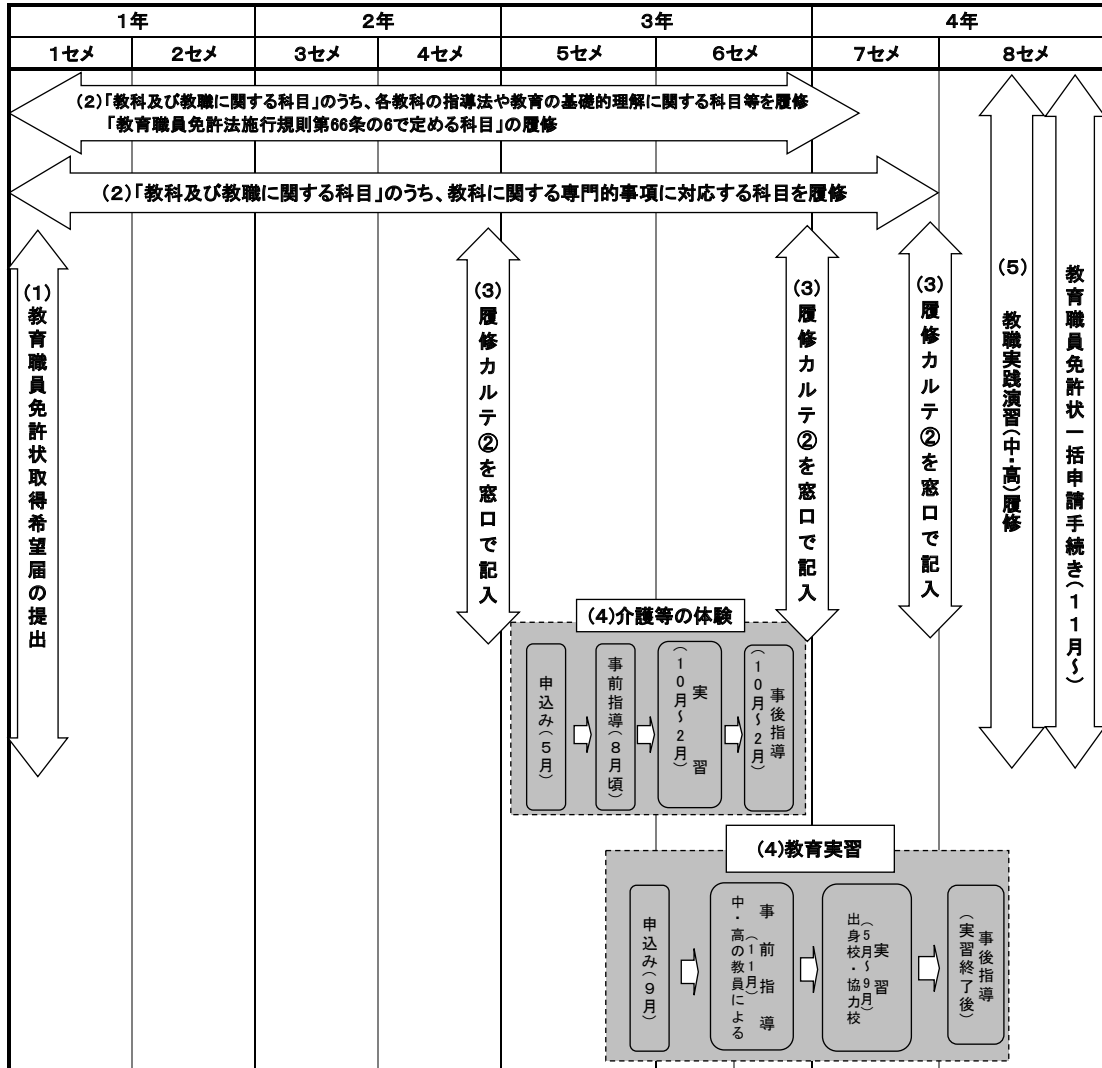 1年
2年
3年
4年
1セメ
2セメ
3セメ
4セメ
5セメ
6セメ
7セメ
8セメ
(2)「教科及び教職に関する科目」のうち、各教科の指導法や教育の基礎的理解に関する科目等を履修
「教育職員免許法施行規則第66条の6で定める科目」の履修
(2)「教科及び教職に関する科目」のうち、教科に関する専門的事項に対応する科目を履修
(1)教育職員免許状取得希望届の提出
(3)履修カルテ②を窓口で記入
(3)履修カルテ②を窓口で記入
(3)履修カルテ②を窓口で記入
(5) 教職実践演習(中・高)履修
教育職員免許状一括申請手続き(11月~)
(4)介護等の体験
申込み(5月)
事前指導(8月頃)
実習
(10月~2月)
事後指導
(10月~2月)
(4)教育実習
申込み(9月)
事前指導
(11月)
中・高の教員による
実習
(5月~9月)
出身校・協力校
事後指導
(実習終了後)